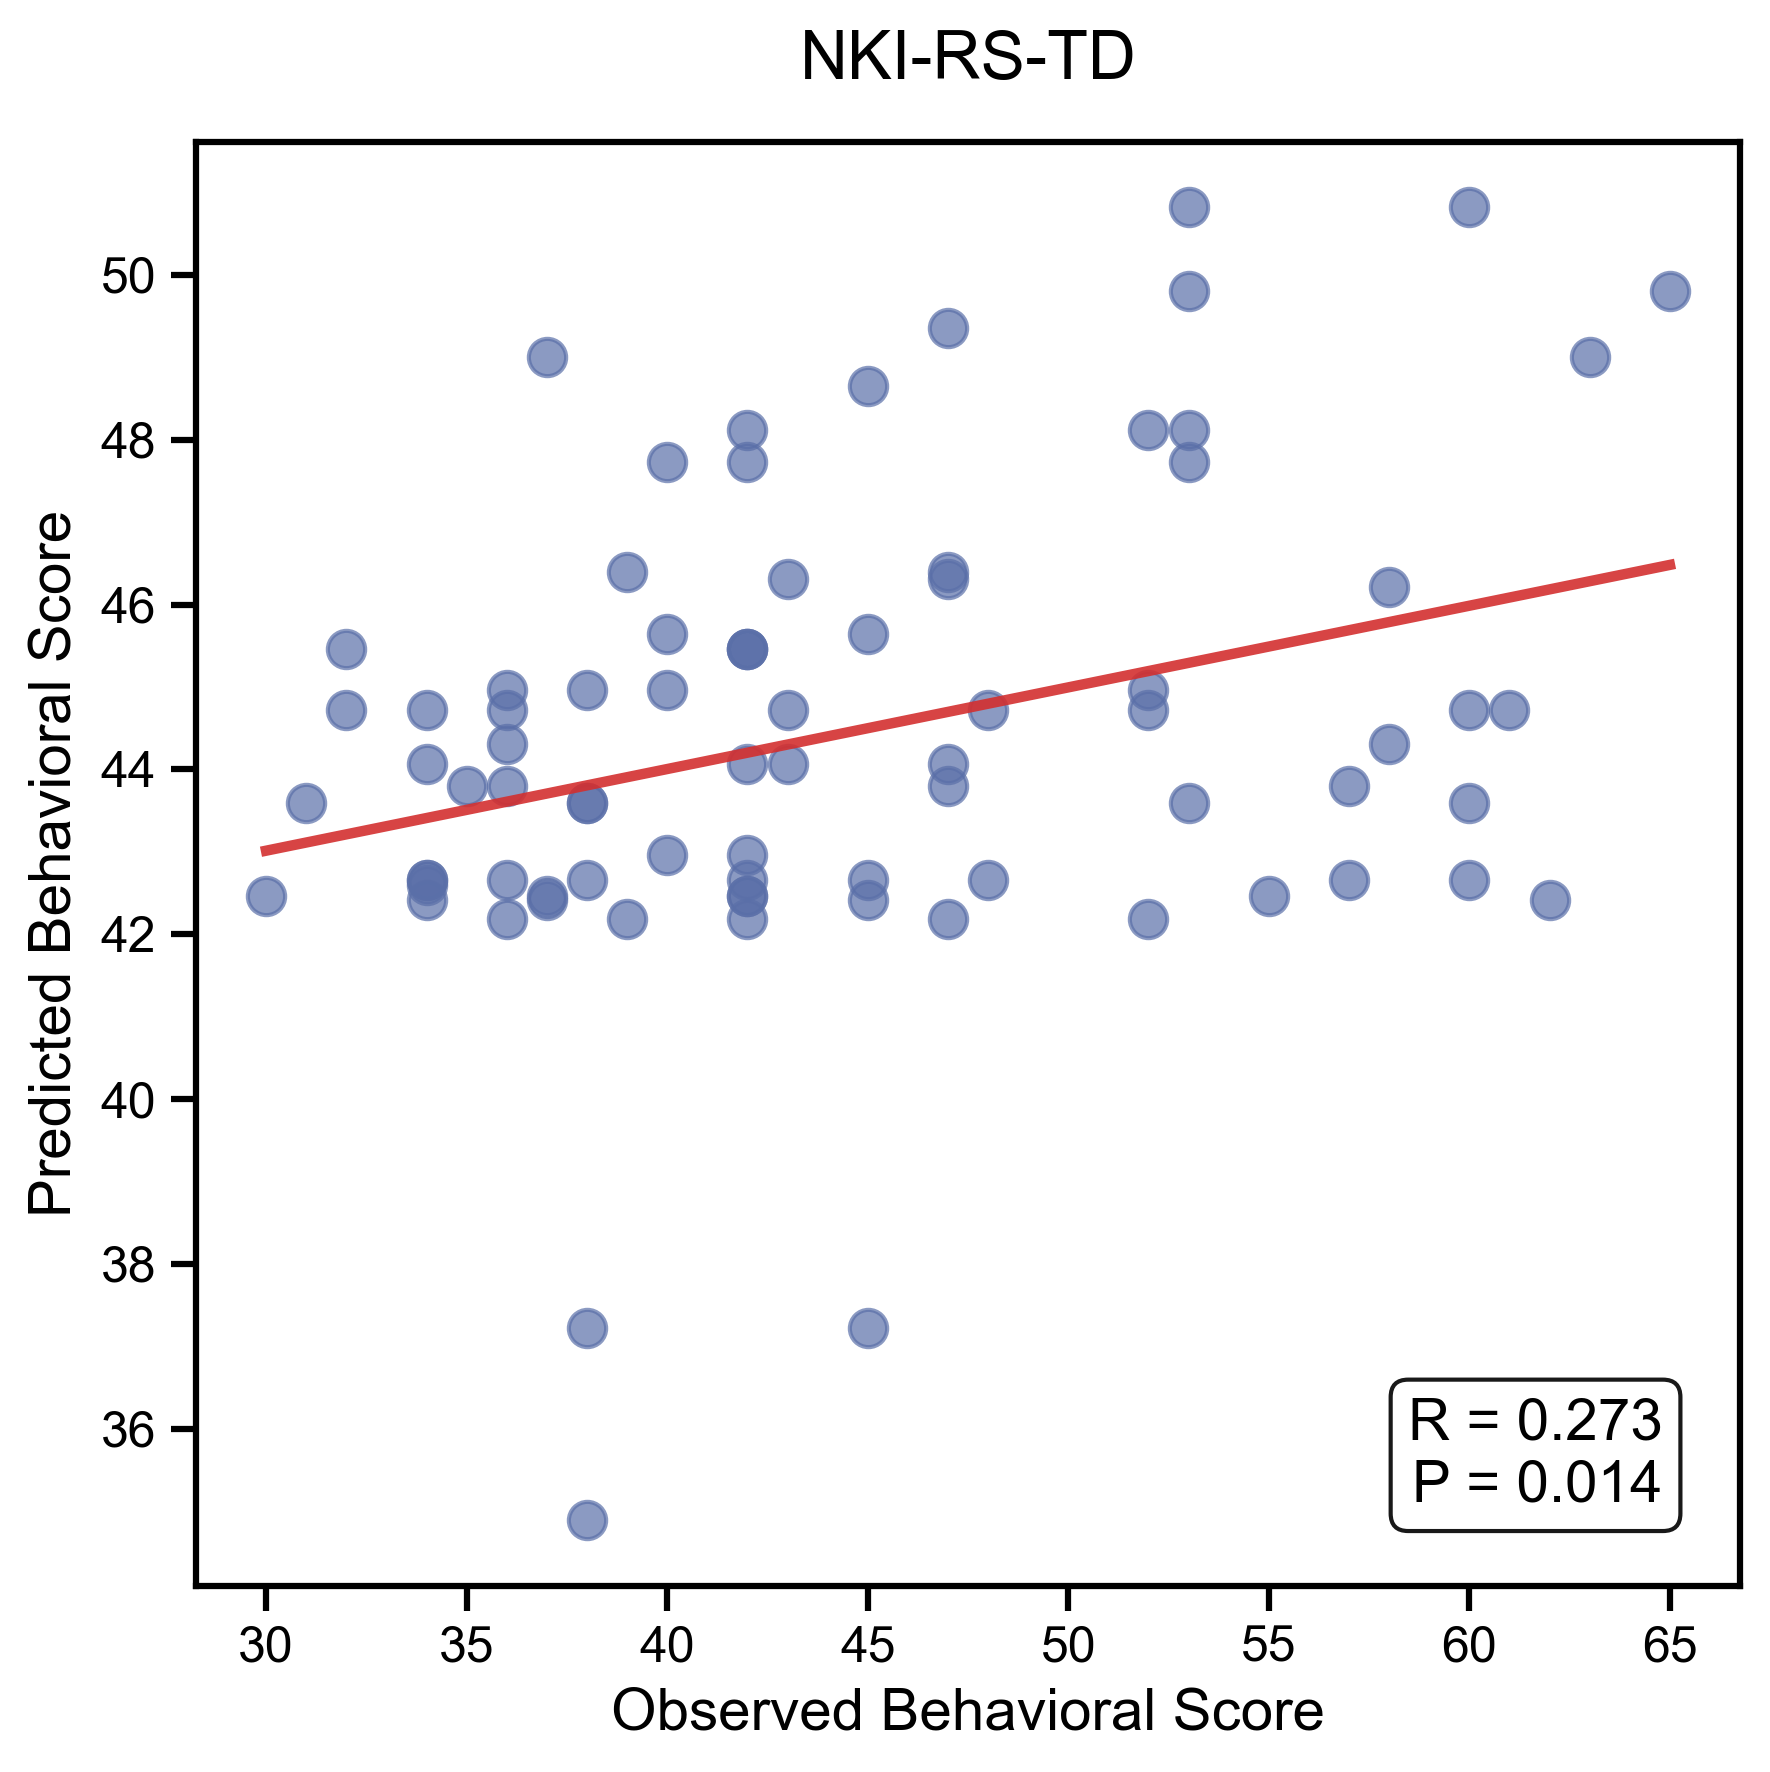 NKI-RS-TD
Predicted Behavioral Score
50
48
46
44
42
40
38
36
R = 0.273
P = 0.014
30 35 40 45 50 55 60 65
Observed Behavioral Score